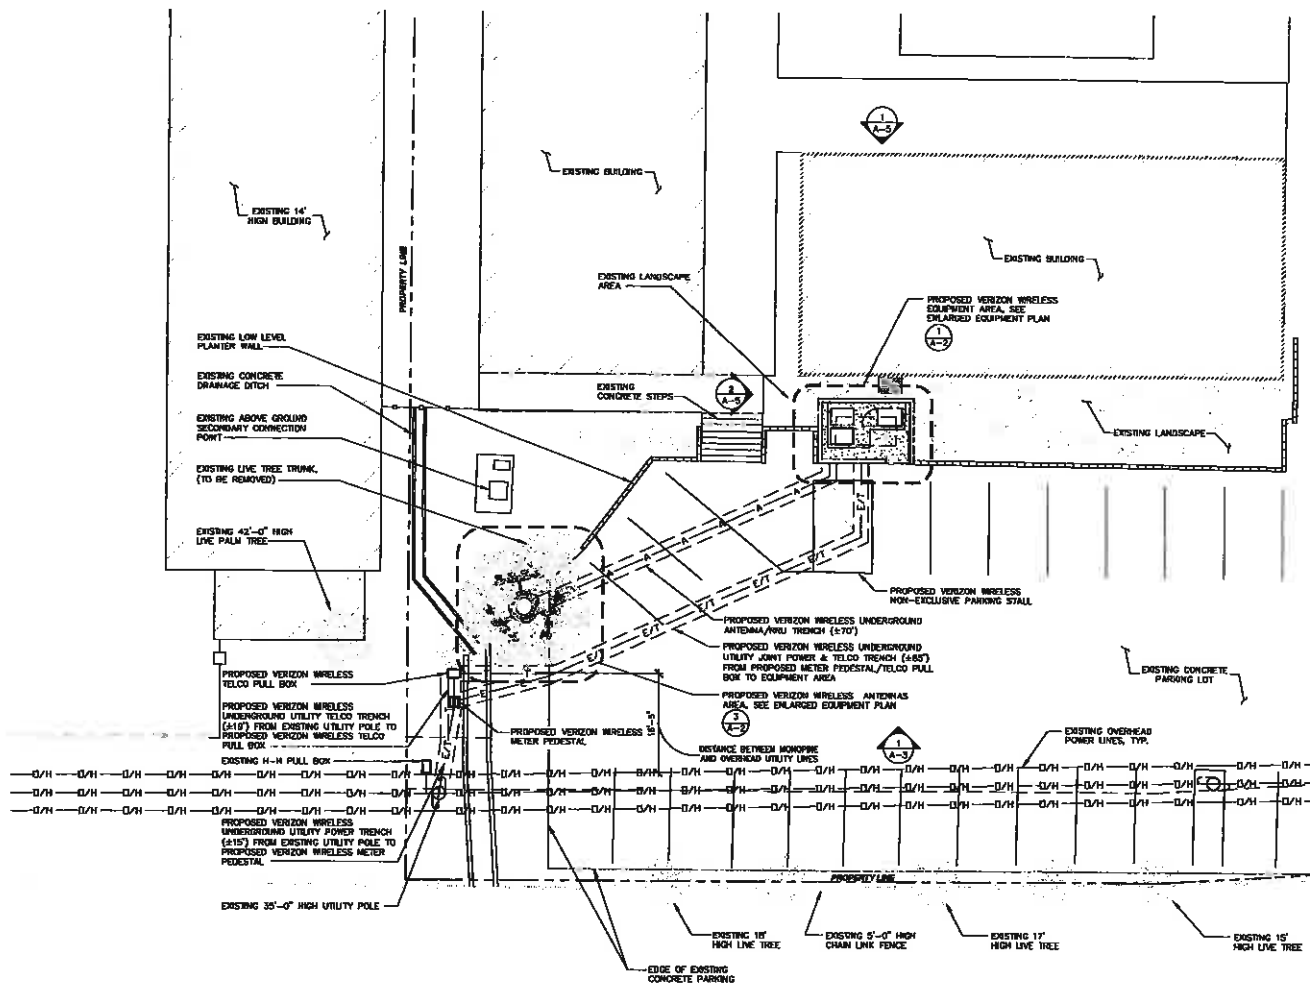 1
A-5
EXISTING BUILDING
EXISTING 14'
HIGH BUILDING
PROPERTY LINE
EXISTING BUILDING
EXISTING LANDSCAPE
AREA
PROPOSED VERIZON WIRELESS
EQUIPMENT AREA, SEE
ENLARGED EQUIPMENT PLAN
1
A-2
EXISTING LOW LEVEL
PLANTER WALL
EXISTING CONCRETE
DRAINAGE DITCH
EXISTING
CONCRETE STEPS
2
A-5
EXISTING ABOVE GROUND
SECONDARY CONNECTION
POINT
EXISTING LANDSCAPE
EXISTING LIVE TREE TRUNK,
(TO BE REMOVED)
EXISTING 42'-0" HIGH
LIVE PALM TREE
A
A
A
A
A
E/T
E/T
E/T
E/T
E/T
E/T
E/T
PROPOSED VERIZON WIRELESS
NON-EXCLUSIVE PARKING STALL
PROPOSED VERIZON WIRELESS UNDERGROUND
ANTENNA/RRU TRENCH (±70')
PROPOSED VERIZON WIRELESS UNDERGROUND
UTILITY JOINT POWER & TELCO TRENCH (±85')
FROM PROPOSED METER PEDESTAL/TELCO PULL
BOX TO EQUIPMENT AREA
EXISTING CONCRETE
PARKING LOT
PROPOSED VERIZON WIRELESS
TELCO PULL BOX
T
E
E
PROPOSED VERIZON WIRELESS ANTENNAS
AREA, SEE ENLARGED EQUIPMENT PLAN
3
A-2
PROPOSED VERIZON WIRELESS
UNDERGROUND UTILITY TELCO TRENCH
(±19') FROM EXISTING UTILITY POLE TO
PROPOSED VERIZON WIRELESS TELCO
PULL BOX
PROPOSED VERIZON WIRELESS
METER PEDESTAL
16'-5"
E/T
DISTANCE BETWEEN MONOPINE
AND OVERHEAD UTILITY LINES
1
A-3
EXISTING OVERHEAD
POWER LINES, TYP.
EXISTING H-H PULL BOX
O/H O/H O/H O/H O/H O/H O/H O/H O/H O/H O/H O/H O/H O/H O/H O/H O/H O/H O/H O/H O/H O/H O/H
O/H O/H O/H O/H O/H O/H O/H O/H O/H O/H O/H O/H O/H O/H O/H O/H O/H O/H O/H O/H O/H O/H
O/H O/H O/H O/H O/H O/H O/H O/H O/H O/H O/H O/H O/H O/H O/H O/H O/H O/H O/H O/H O/H O/H O/H
PROPOSED VERIZON WIRELESS
UNDERGROUND UTILITY POWER TRENCH
(±15') FROM EXISTING UTILITY POLE TO
PROPOSED VERIZON WIRELESS METER
PEDESTAL
PROPERTY LINE
EXISTING 35'-0" HIGH UTILITY POLE
EXISTING 18'
HIGH LIVE TREE
EXISTING 5'-0" HIGH
CHAIN LINK FENCE
EXISTING 17'
HIGH LIVE TREE
EXISTING 15'
HIGH LIVE TREE
EDGE OF EXISTING
CONCRETE PARKING